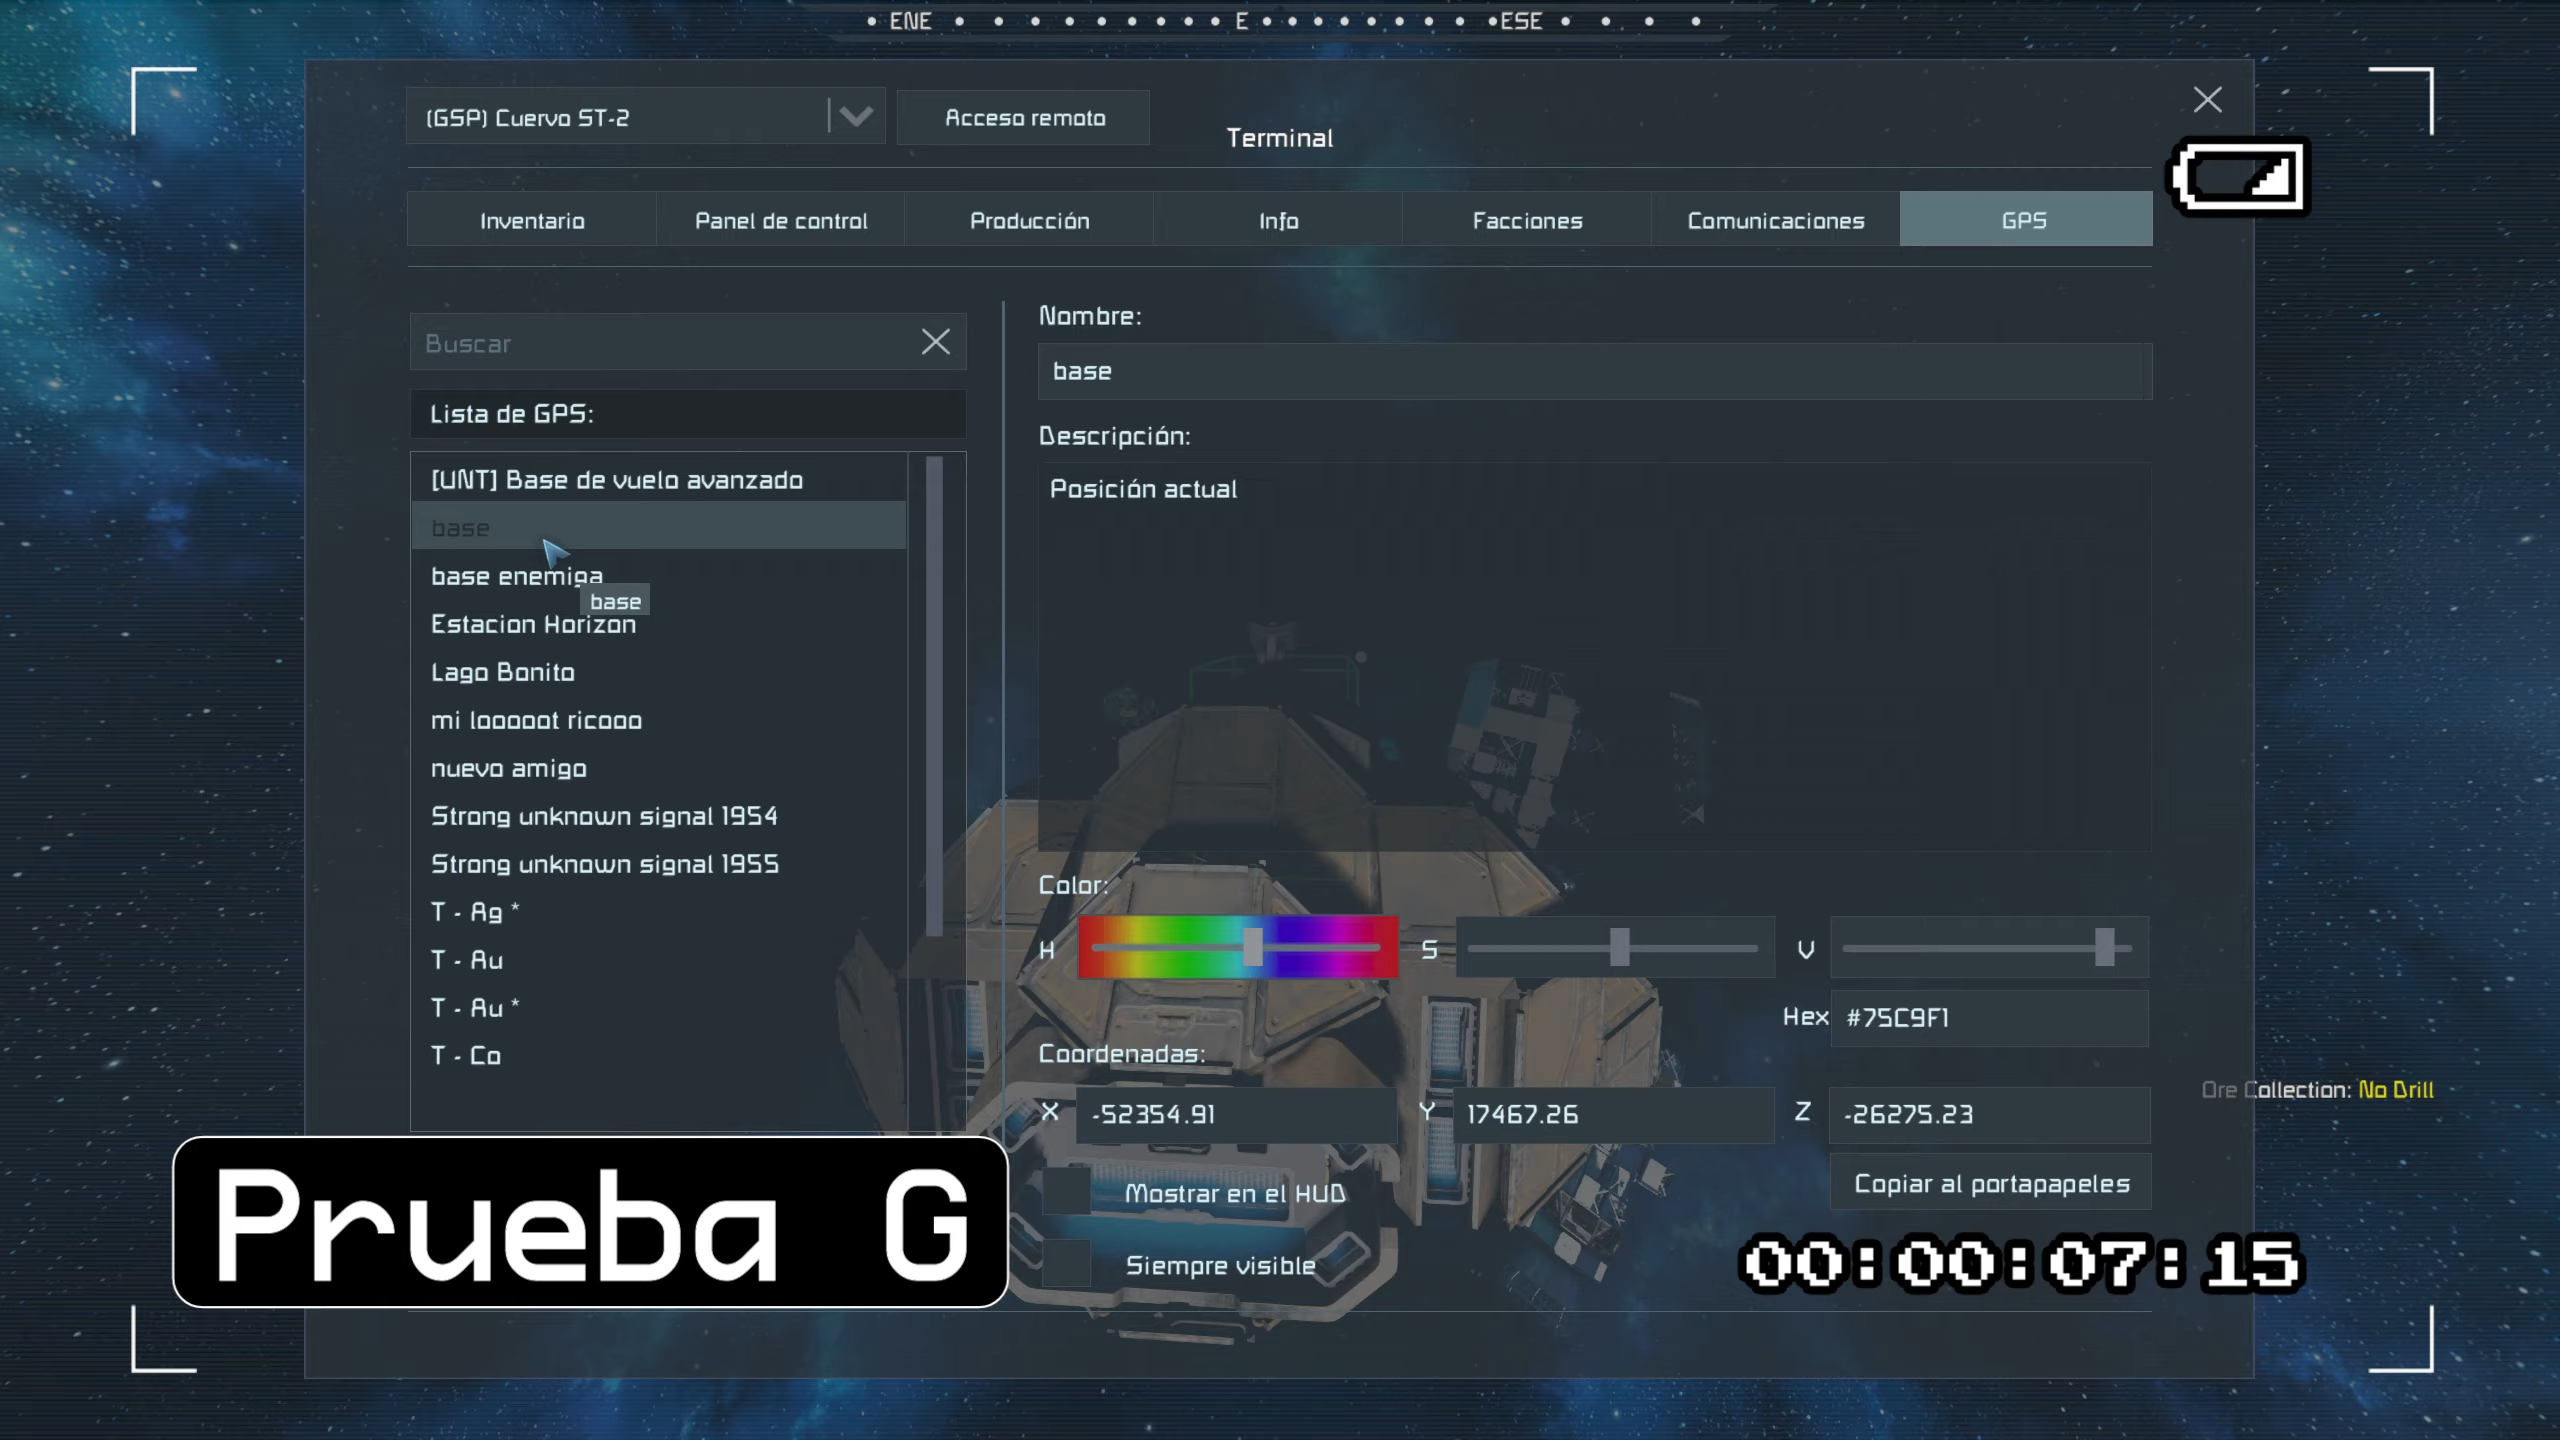 ENE E ESE
(GSP) Cuervo ST-2
Acceso remoto
Terminal
Inventario
Panel de control
Producción
Info
Facciones
Comunicaciones
GPS
Buscar
Lista de GPS:
[UNT] Base de vuelo avanzado
base
base enemiga
base
Estacion Horizon
Lago Bonito
mi looooot ricooo
nuevo amigo
Strong unknown signal 1954
Strong unknown signal 1955
T - Ag *
T - Au
T - Au *
T - Co
Nombre:
base
Descripción:
Posición actual
Color:
H
S
V
Hex #75C9F1
Coordenadas:
X -52354.91
Y 17467.26
Z -26275.23
Mostrar en el HUD
Copiar al portapapeles
Siempre visible
Ore Collection: No Drill
Prueba G
00:00:07:15